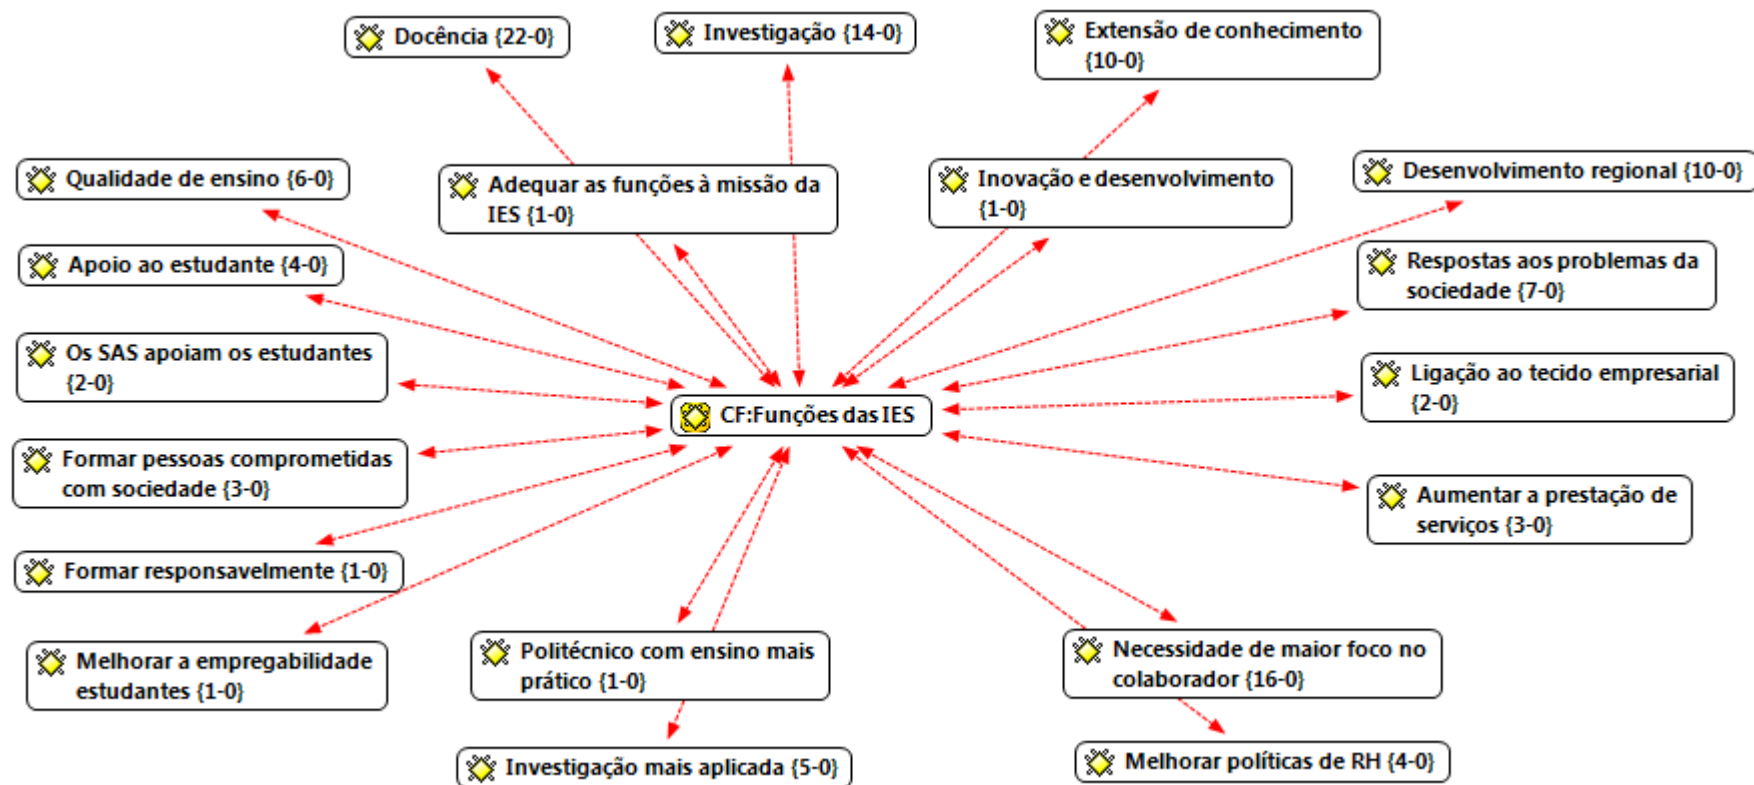 Docência {22-0}
Investigação {14-0}
Extensão de conhecimento
{10-0}
Qualidade de ensino {6-0}
Adequar as funções à missão da
IES {1-0}
Inovação e desenvolvimento
{1-0}
Desenvolvimento regional {10-0}
Apoio ao estudante {4-0}
Respostas aos problemas da
sociedade {7-0}
Os SAS apoiam os estudantes
{2-0}
Ligação ao tecido empresarial
{2-0}
CF:Funções das IES
Formar pessoas comprometidas
com sociedade {3-0}
Aumentar a prestação de
serviços {3-0}
Formar responsavelmente {1-0}
Melhorar a empregabilidade
estudantes {1-0}
Politécnico com ensino mais
prático {1-0}
Necessidade de maior foco no
colaborador {16-0}
Investigação mais aplicada {5-0}
Melhorar políticas de RH {4-0}